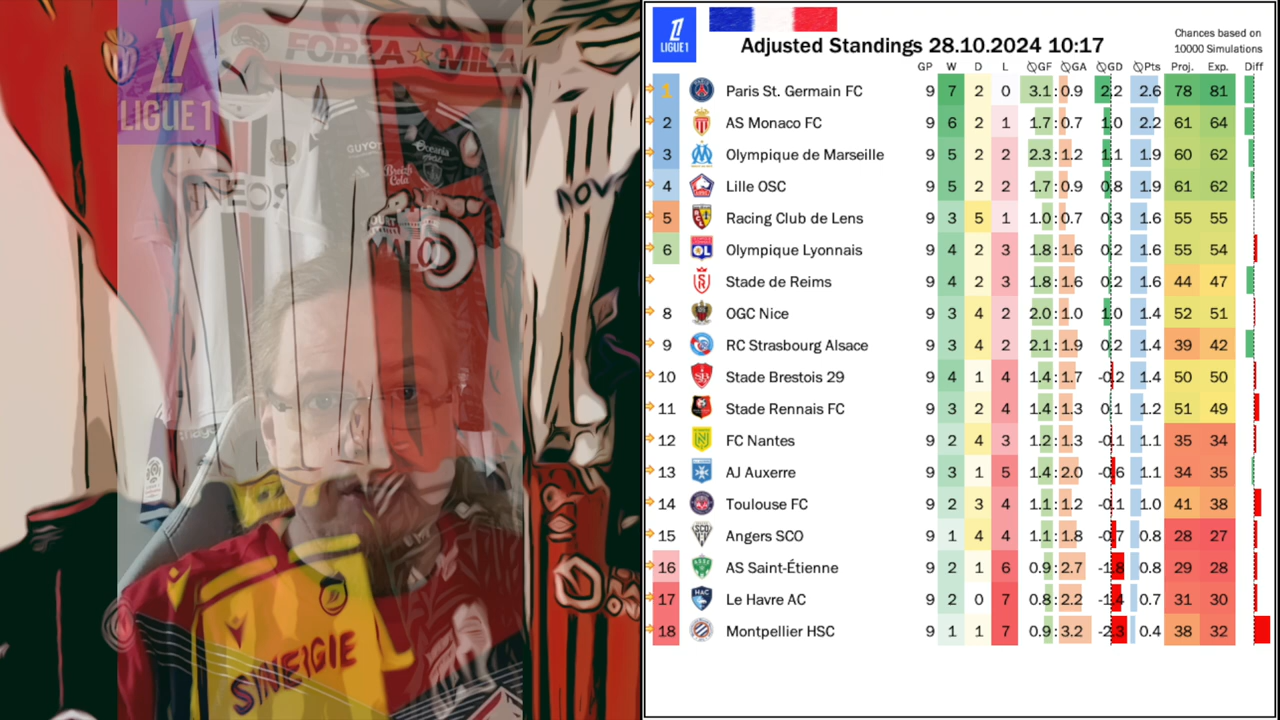 LIGUE 1
FORZA★MILA
GUYOT
Océania
Breizh
Cola
INEOS
MAJCO
NOV
SINERGIE
LIGUE 1
Adjusted Standings 28.10.2024 10:17
Chances based on
10000 Simulations
GP W D L ∅GF ∅GA ∅GD ∅Pts Proj. Exp. Diff
1 Paris St. Germain FC 9 7 2 0 3.1:0.9 2.2 2.6 78 81
2 AS Monaco FC 9 6 2 1 1.7:0.7 1.0 2.2 61 64
3 Olympique de Marseille 9 5 2 2 2.3:1.2 1.1 1.9 60 62
4 Lille OSC 9 5 2 2 1.7:0.9 0.8 1.9 61 62
5 Racing Club de Lens 9 3 5 1 1.0:0.7 0.3 1.6 55 55
6 Olympique Lyonnais 9 4 2 3 1.8:1.6 0.2 1.6 55 54
Stade de Reims 9 4 2 3 1.8:1.6 0.2 1.6 44 47
8 OGC Nice 9 3 4 2 2.0:1.0 1.0 1.4 52 51
9 RC Strasbourg Alsace 9 3 4 2 2.1:1.9 0.2 1.4 39 42
10 Stade Brestois 29 9 4 1 4 1.4:1.7 -0.2 1.4 50 50
11 Stade Rennais FC 9 3 2 4 1.4:1.3 0.1 1.2 51 49
12 FC Nantes 9 2 4 3 1.2:1.3 -0.1 1.1 35 34
13 AJ Auxerre 9 3 1 5 1.4:2.0 -0.6 1.1 34 35
14 Toulouse FC 9 2 3 4 1.1:1.2 -0.1 1.0 41 38
15 Angers SCO 9 1 4 4 1.1:1.8 -0.7 0.8 28 27
16 AS Saint-Étienne 9 2 1 6 0.9:2.7 -1.8 0.8 29 28
17 Le Havre AC 9 2 0 7 0.8:2.2 -1.4 0.7 31 30
18 Montpellier HSC 9 1 1 7 0.9:3.2 -2.3 0.4 38 32